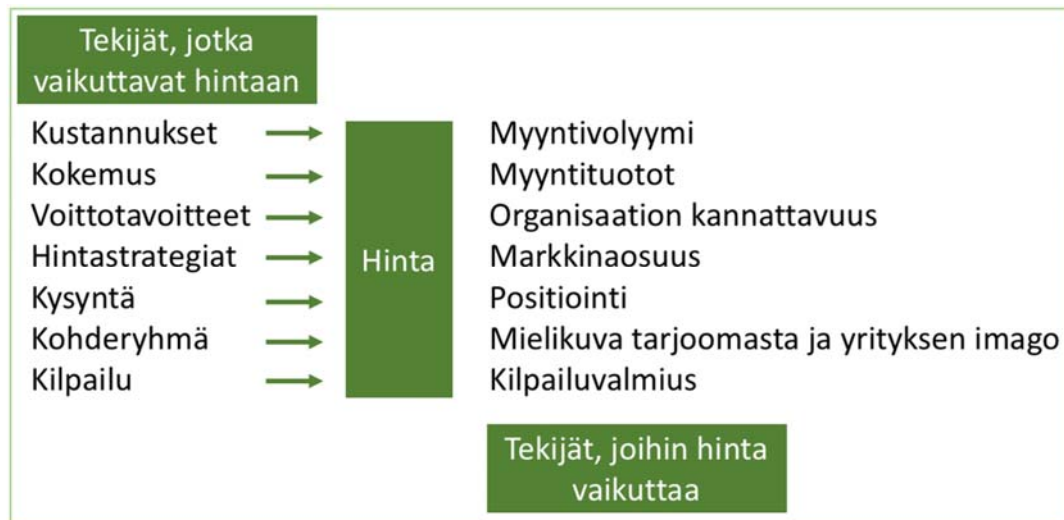 Tekijät, jotka
vaikuttavat hintaan
Kustannukset
Kokemus
Voittotavoitteet
Hintastrategiat
Kysyntä
Kohderyhmä
Kilpailu
Hinta
Myyntivolyymi
Myyntituotot
Organisaation kannattavuus
Markkinaosuus
Positiointi
Mielikuva tarjoomasta ja yrityksen imago
Kilpailuvalmius
Tekijät, joihin hinta
vaikuttaa